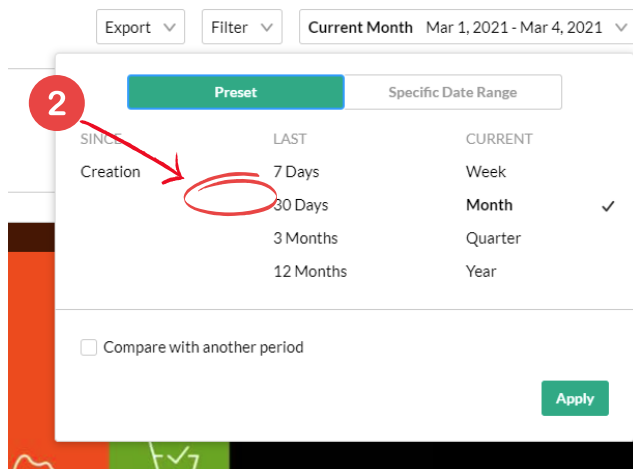 Export Filter Current Month Mar 1, 2021 - Mar 4, 2021
Preset Specific Date Range
2
SINCE LAST CURRENT
Creation 7 Days Week
30 Days Month
3 Months Quarter
12 Months Year
Compare with another period
Apply